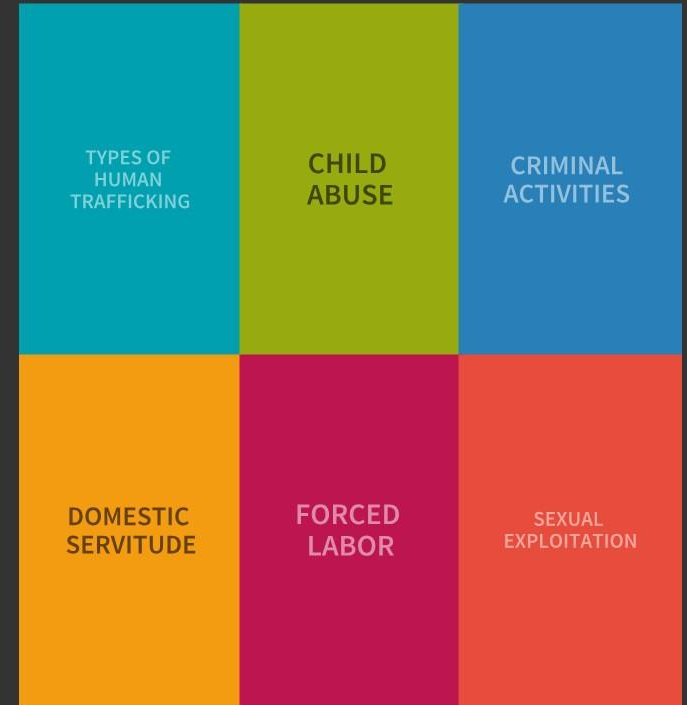 TYPES OF
HUMAN
TRAFFICKING
CHILD
ABUSE
CRIMINAL
ACTIVITIES
DOMESTIC
SERVITUDE
FORCED
LABOR
SEXUAL
EXPLOITATION